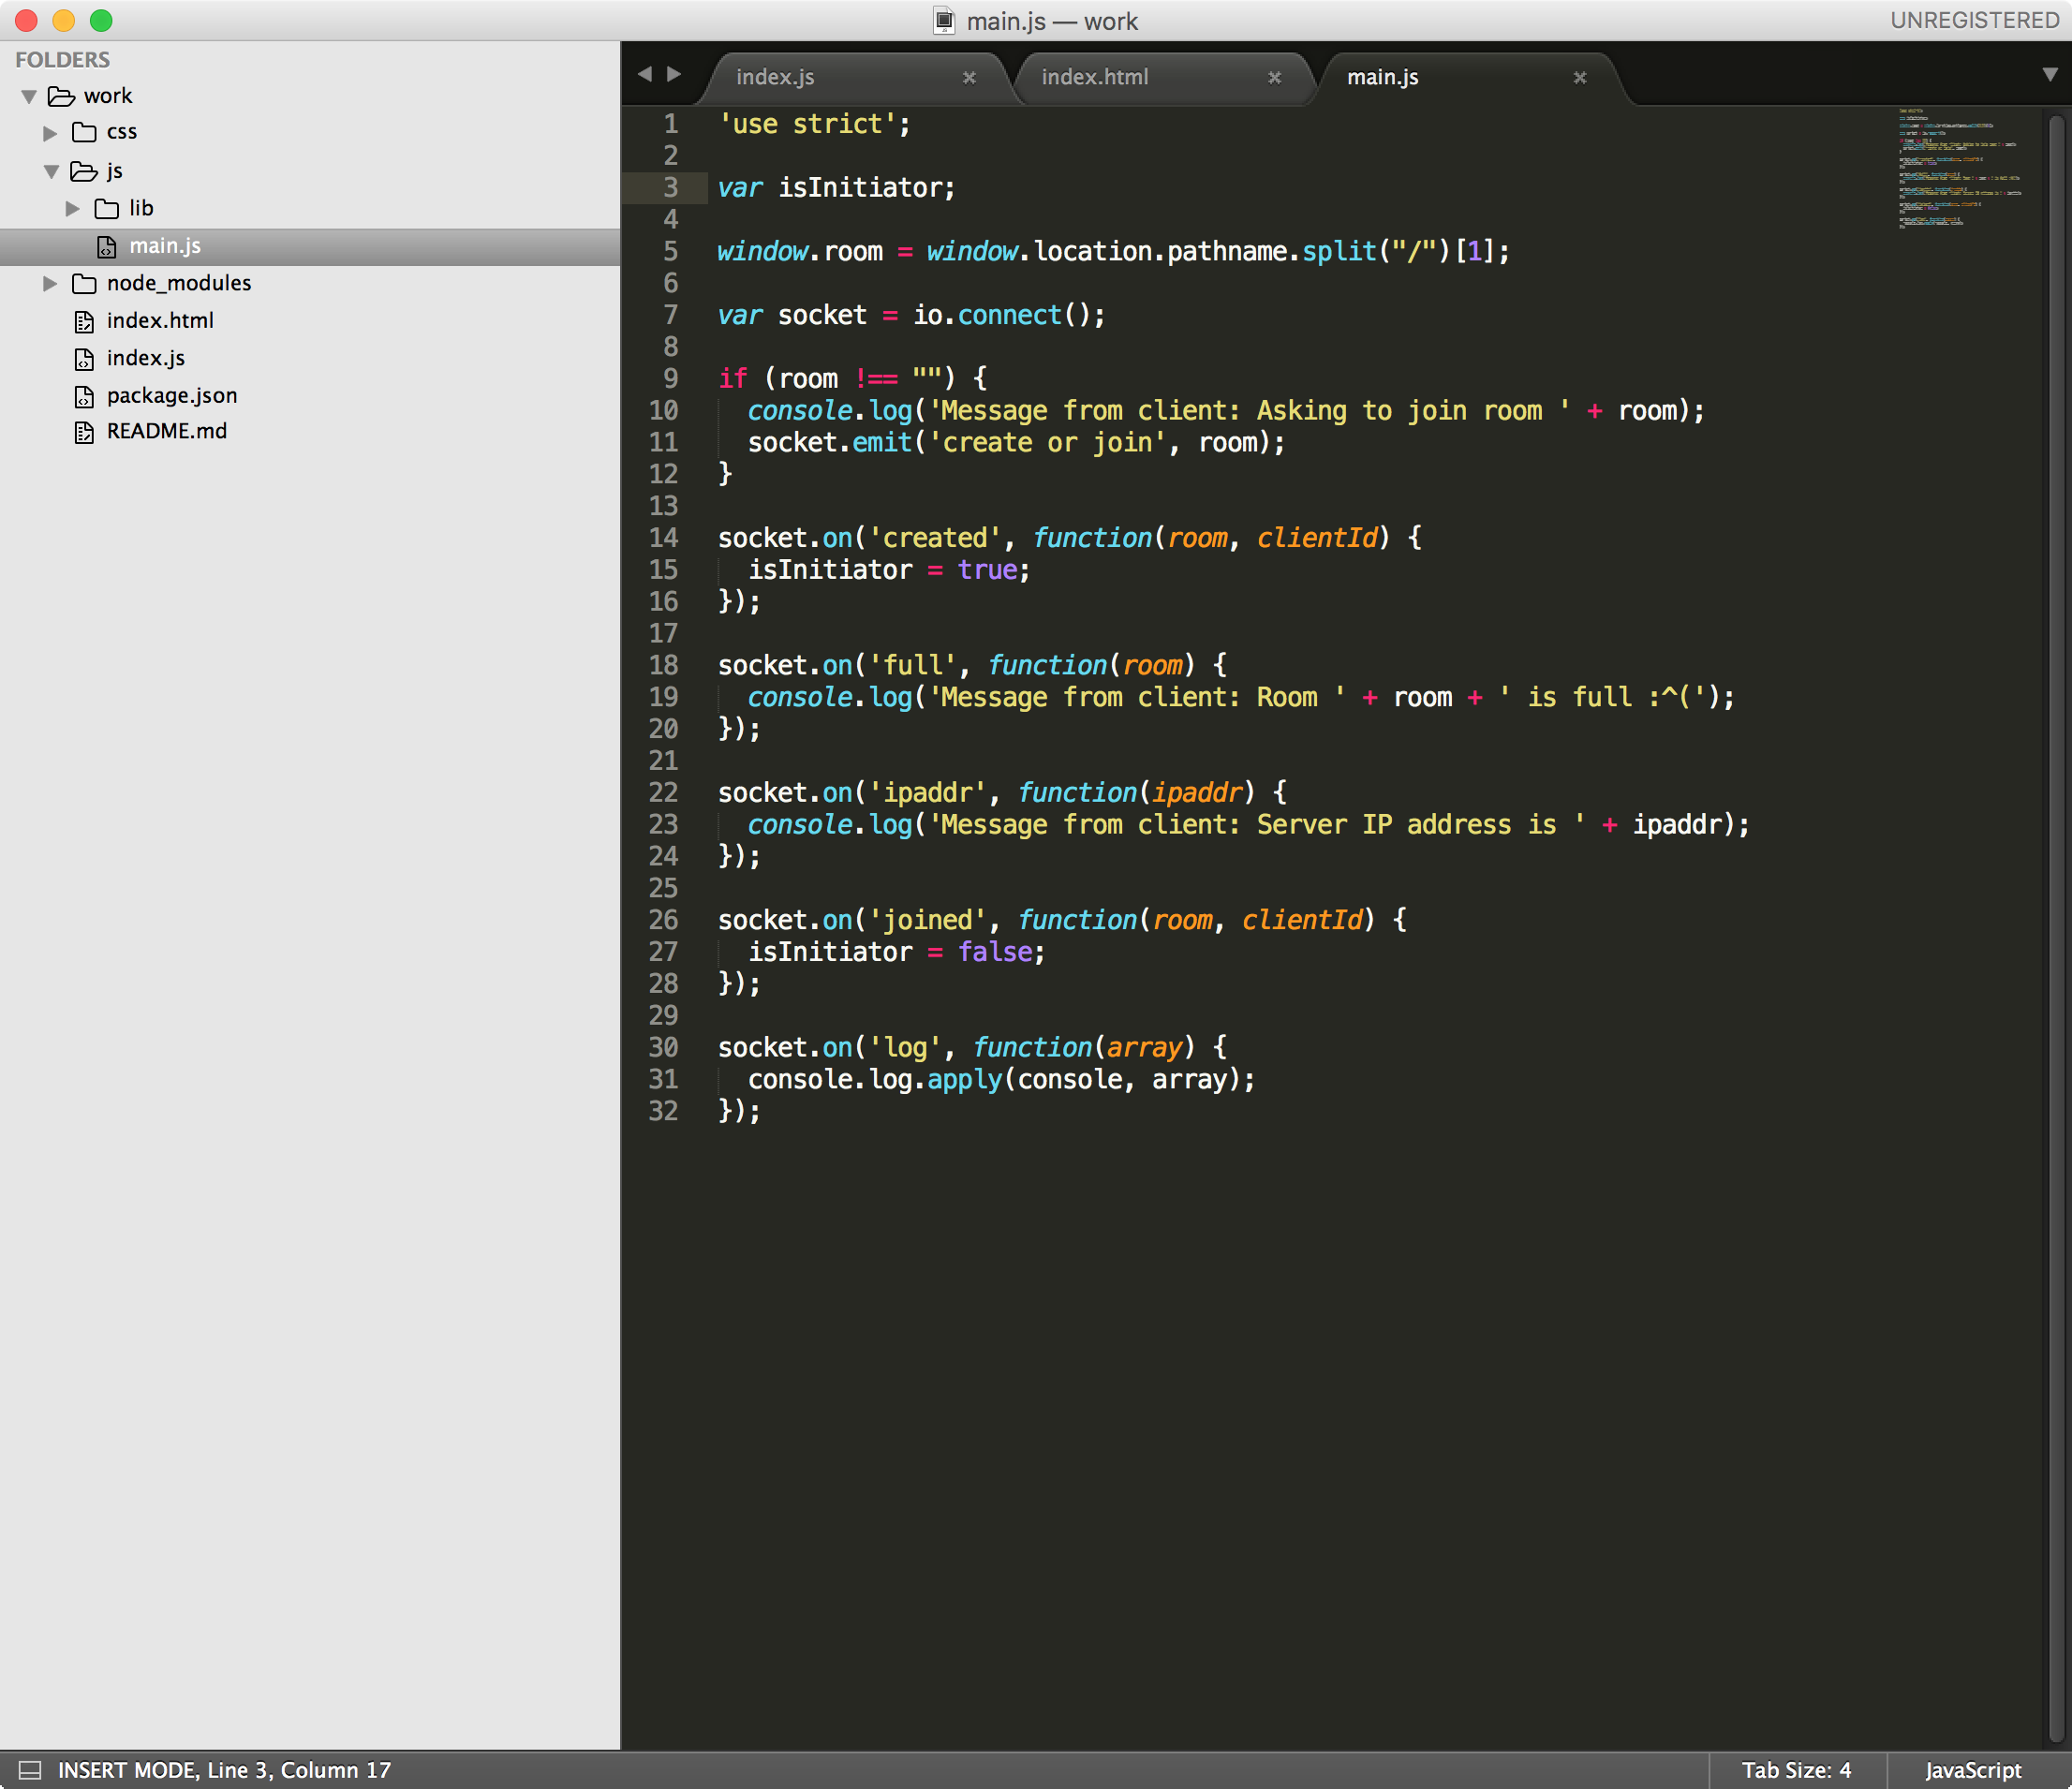 main.js — work
UNREGISTERED
FOLDERS
work
css
js
lib
main.js
node_modules
index.html
index.js
package.json
README.md
index.js
index.html
main.js
1 'use strict';
2
3 var isInitiator;
4
5 window.room = window.location.pathname.split("/")[1];
6
7 var socket = io.connect();
8
9 if (room !== "") {
10   console.log('Message from client: Asking to join room ' + room);
11   socket.emit('create or join', room);
12 }
13
14 socket.on('created', function(room, clientId) {
15   isInitiator = true;
16 });
17
18 socket.on('full', function(room) {
19   console.log('Message from client: Room ' + room + ' is full :^(');
20 });
21
22 socket.on('ipaddr', function(ipaddr) {
23   console.log('Message from client: Server IP address is ' + ipaddr);
24 });
25
26 socket.on('joined', function(room, clientId) {
27   isInitiator = false;
28 });
29
30 socket.on('log', function(array) {
31   console.log.apply(console, array);
32 });
INSERT MODE, Line 3, Column 17
Tab Size: 4
JavaScript